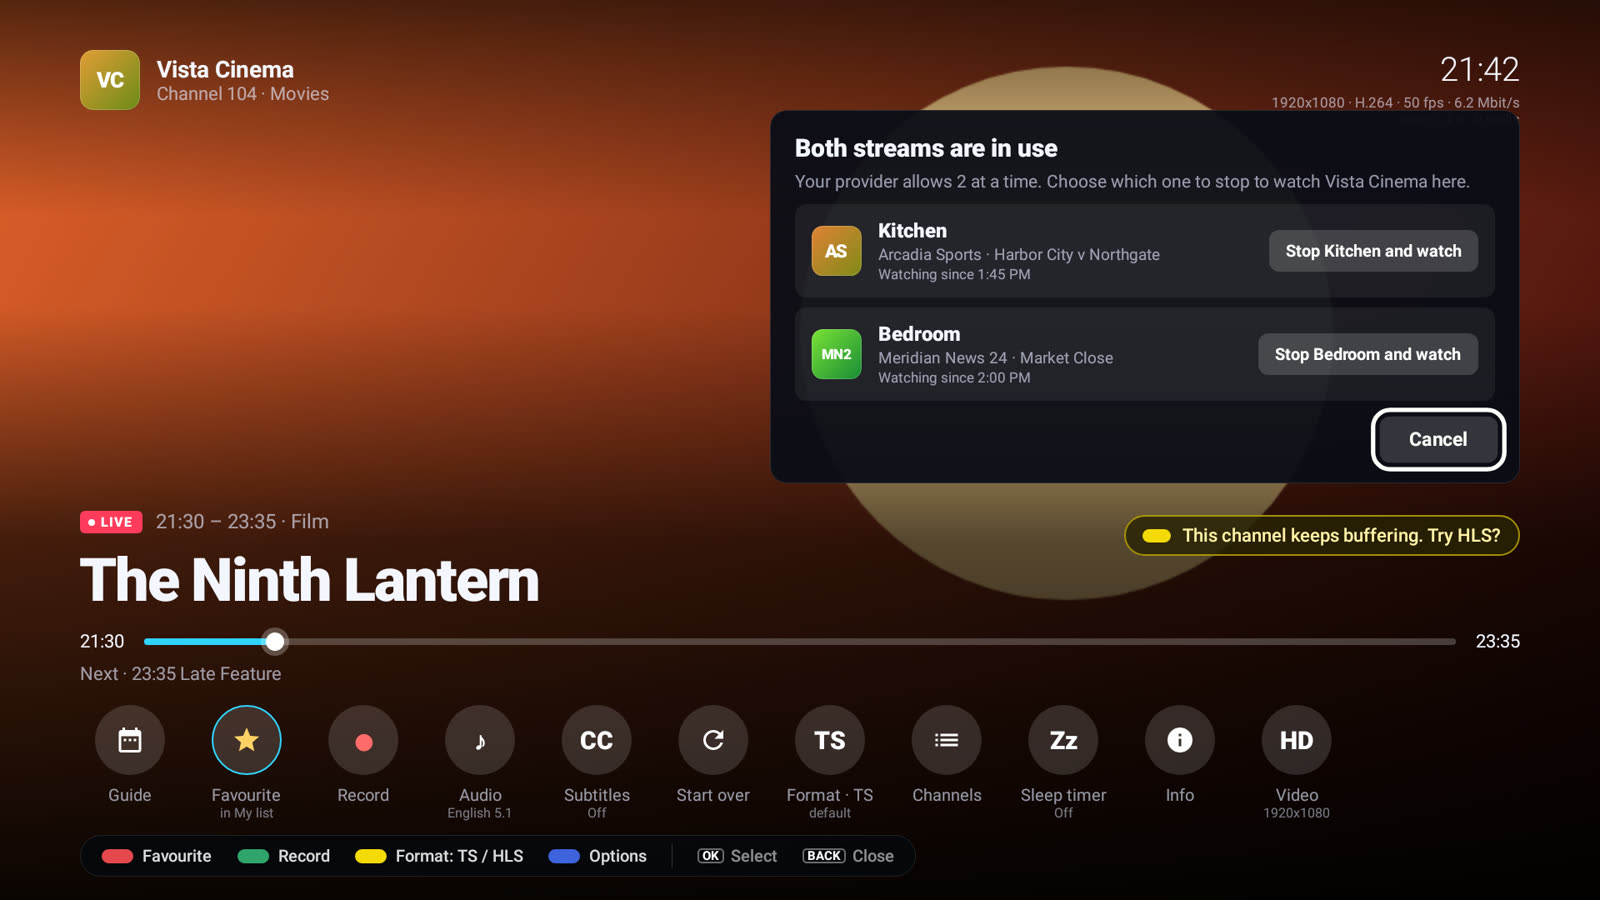 VC
Vista Cinema
Channel 104 · Movies
21:42
1920x1080 · H.264 · 50 fps · 6.2 Mbit/s
Both streams are in use
Your provider allows 2 at a time. Choose which one to stop to watch Vista Cinema here.
AS
Kitchen
Arcadia Sports · Harbor City v Northgate
Watching since 1:45 PM
Stop Kitchen and watch
MN2
Bedroom
Meridian News 24 · Market Close
Watching since 2:00 PM
Stop Bedroom and watch
Cancel
LIVE
21:30 – 23:35 · Film
This channel keeps buffering. Try HLS?
The Ninth Lantern
21:30
23:35
Next · 23:35 Late Feature
CC
TS
Zz
HD
Guide
Favourite
in My list
Record
Audio
English 5.1
Subtitles
Off
Start over
Format · TS
default
Channels
Sleep timer
Off
Info
Video
1920x1080
Favourite
Record
Format: TS / HLS
Options
OK Select
BACK Close